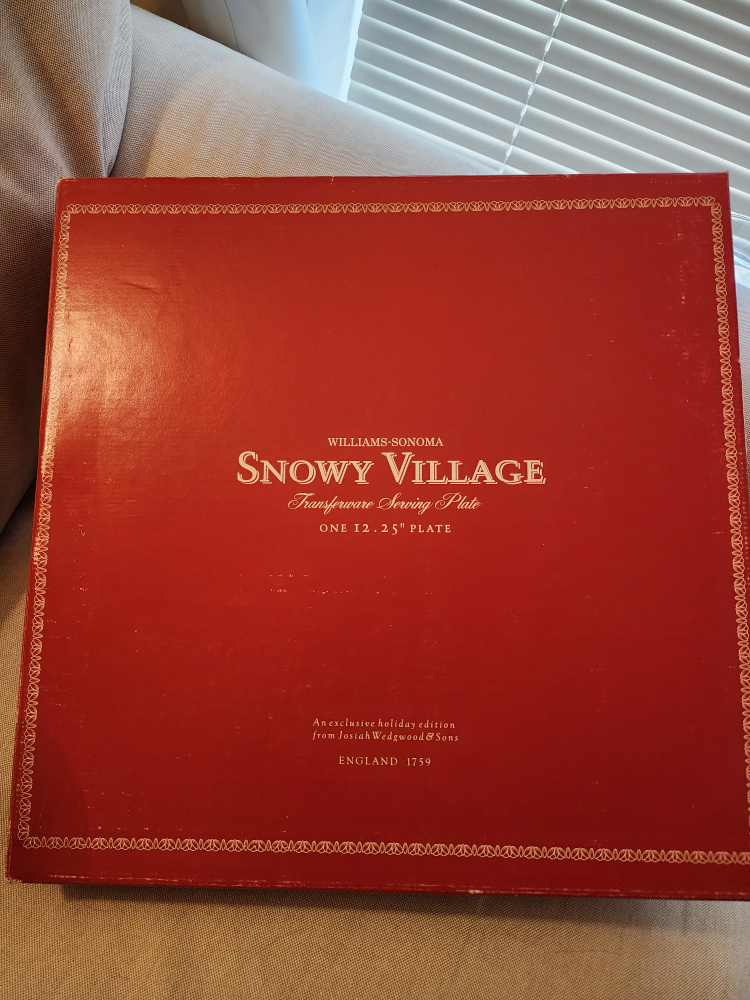 WILLIAMS-SONOMA
SNOWY VILLAGE
Transferware Serving Plate
ONE 12.25" PLATE
An exclusive holiday edition
from Josiah Wedgwood & Sons
ENGLAND 1759